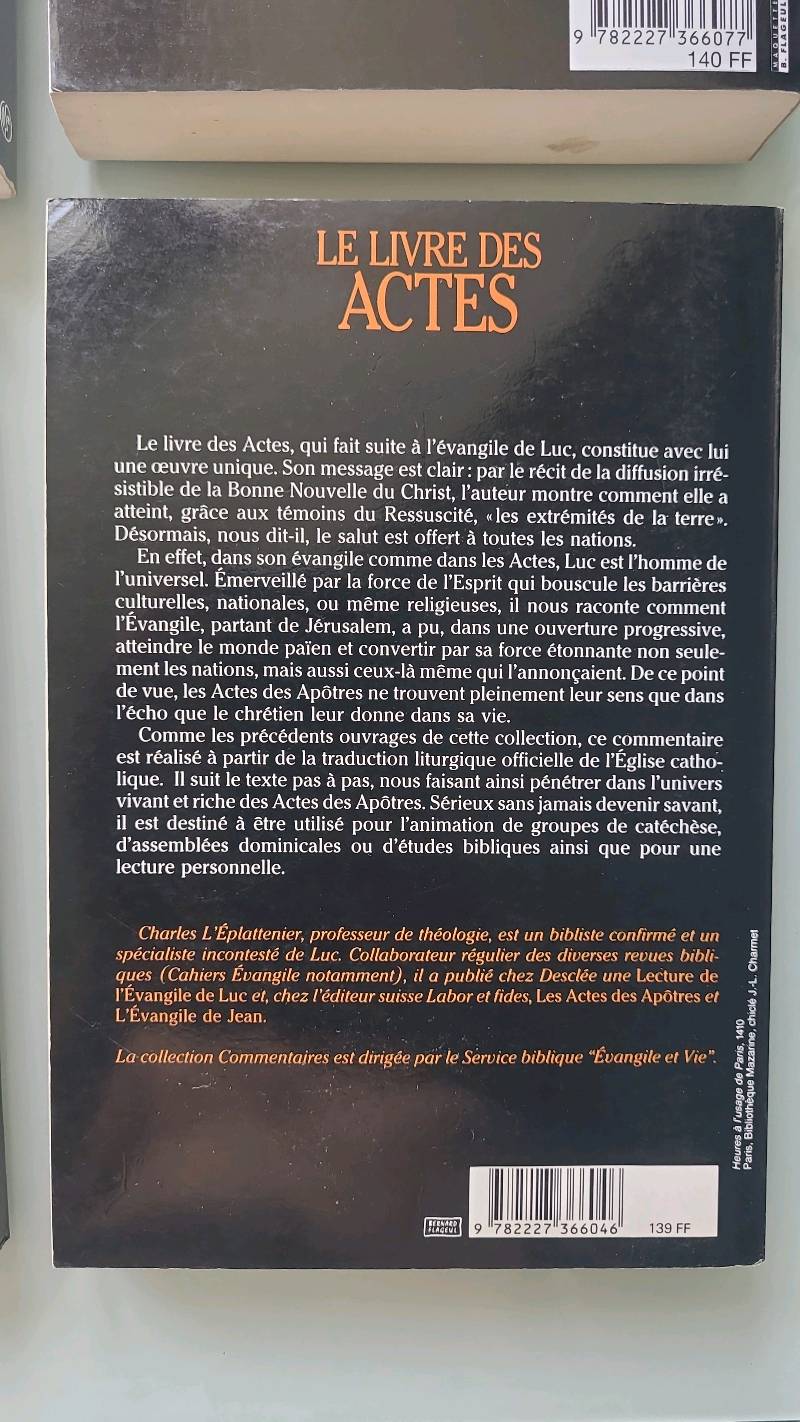 9 782227 366077
140 FF
MAQUETTE
B. FLAGEUL
LE LIVRE DES
ACTES
Le livre des Actes, qui fait suite à l'évangile de Luc, constitue avec lui
une œuvre unique. Son message est clair : par le récit de la diffusion irré-
sistible de la Bonne Nouvelle du Christ, l'auteur montre comment elle a
atteint, grâce aux témoins du Ressuscité, «les extrémités de la terre».
Désormais, nous dit-il, le salut est offert à toutes les nations.
En effet, dans son évangile comme dans les Actes, Luc est l'homme de
l'universel. Émerveillé par la force de l'Esprit qui bouscule les barrières
culturelles, nationales, ou même religieuses, il nous raconte comment
l'Évangile, partant de Jérusalem, a pu, dans une ouverture progressive,
atteindre le monde païen et convertir par sa force étonnante non seule-
ment les nations, mais aussi ceux-là même qui l'annonçaient. De ce point
de vue, les Actes des Apôtres ne trouvent pleinement leur sens que dans
l'écho que le chrétien leur donne dans sa vie.
Comme les précédents ouvrages de cette collection, ce commentaire
est réalisé à partir de la traduction liturgique officielle de l'Église catho-
lique. Il suit le texte pas à pas, nous faisant ainsi pénétrer dans l'univers
vivant et riche des Actes des Apôtres. Sérieux sans jamais devenir savant,
il est destiné à être utilisé pour l'animation de groupes de catéchèse,
d'assemblées dominicales ou d'études bibliques ainsi que pour une
lecture personnelle.
Charles L'Éplattenier, professeur de théologie, est un bibliste confirmé et un
spécialiste incontesté de Luc. Collaborateur régulier des diverses revues bibli-
ques (Cahiers Évangile notamment), il a publié chez Desclée une Lecture de
l'Évangile de Luc et, chez l'éditeur suisse Labor et fides, Les Actes des Apôtres et
L'Évangile de Jean.
La collection Commentaires est dirigée par le Service biblique "Évangile et Vie".
Heures à l'usage de Paris, 1410
Paris, Bibliothèque Mazarine, chiclé J.-L. Charmet
BERNARD
FLAGEUL
9 782227 366046
139 FF